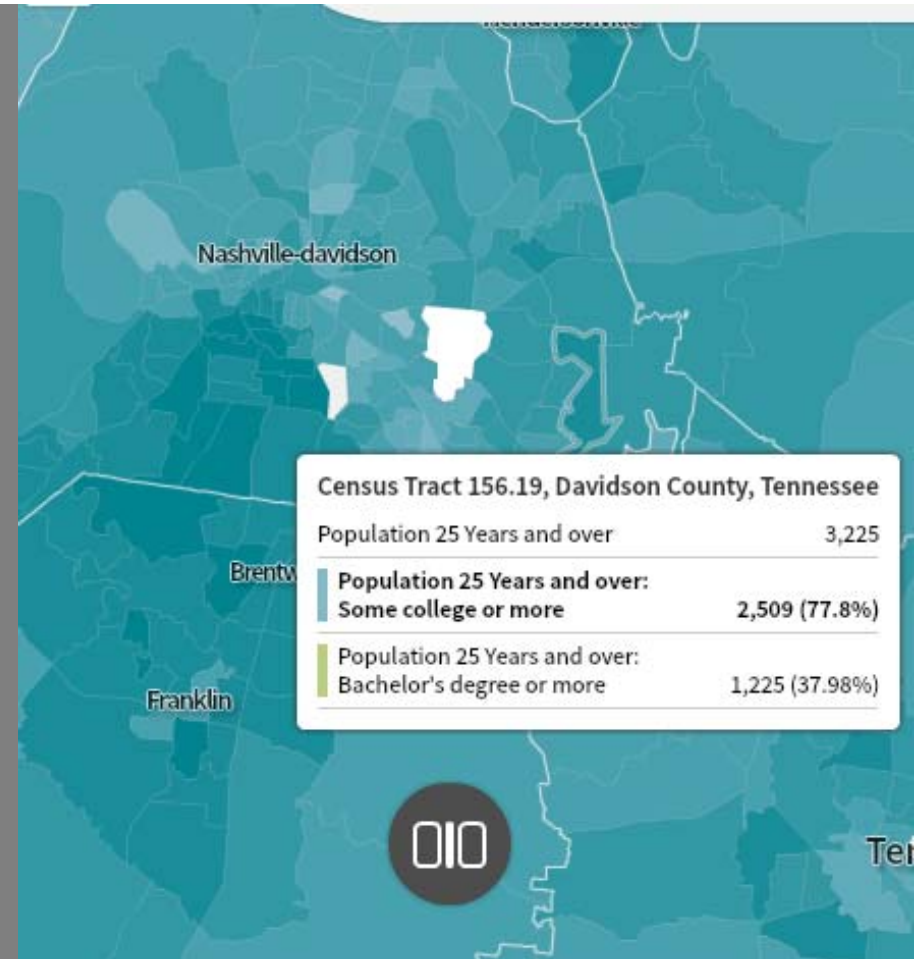 Nashville-davidson
Census Tract 156.19, Davidson County, Tennessee
Population 25 Years and over 3,225
Population 25 Years and over:
Some college or more 2,509 (77.8%)
Population 25 Years and over:
Bachelor's degree or more 1,225 (37.98%)
Brentw
Franklin
Ter